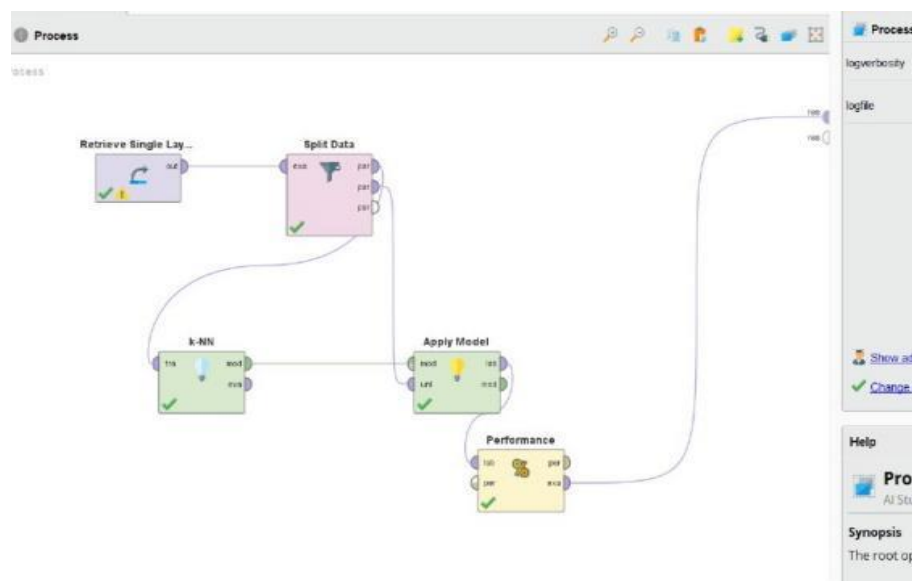 Process
Process
logverbosity
ocess
logfile
res
res
Retrieve Single Lay...
Split Data
out
exa
par
par
par
k-NN
Apply Model
tra
mod
mod
lab
exa
unl
mod
Show ad
Change
Performance
lab
per
per
exa
Help
Pro
AI Stu
Synopsis
The root op